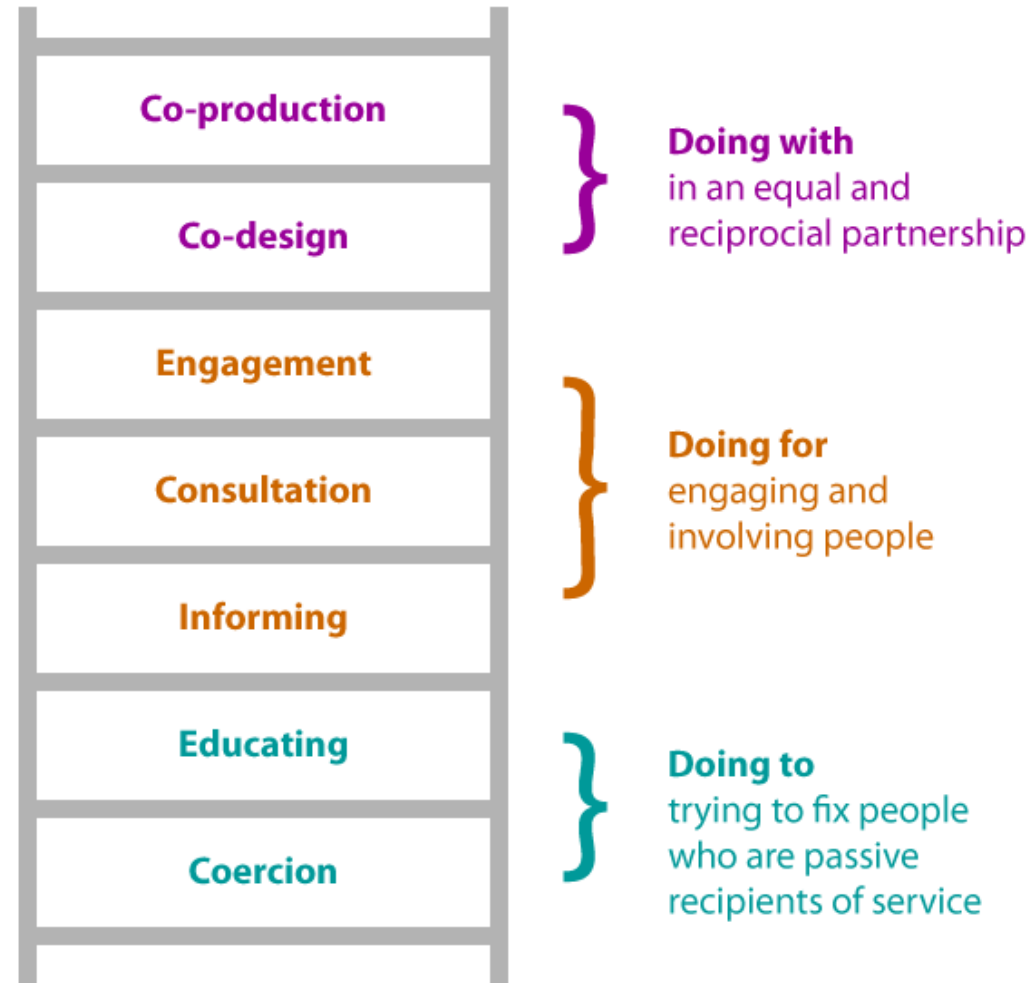 Co-production
Co-design
Doing with
in an equal and
reciprocial partnership
Engagement
Consultation
Informing
Doing for
engaging and
involving people
Educating
Coercion
Doing to
trying to fix people
who are passive
recipients of service